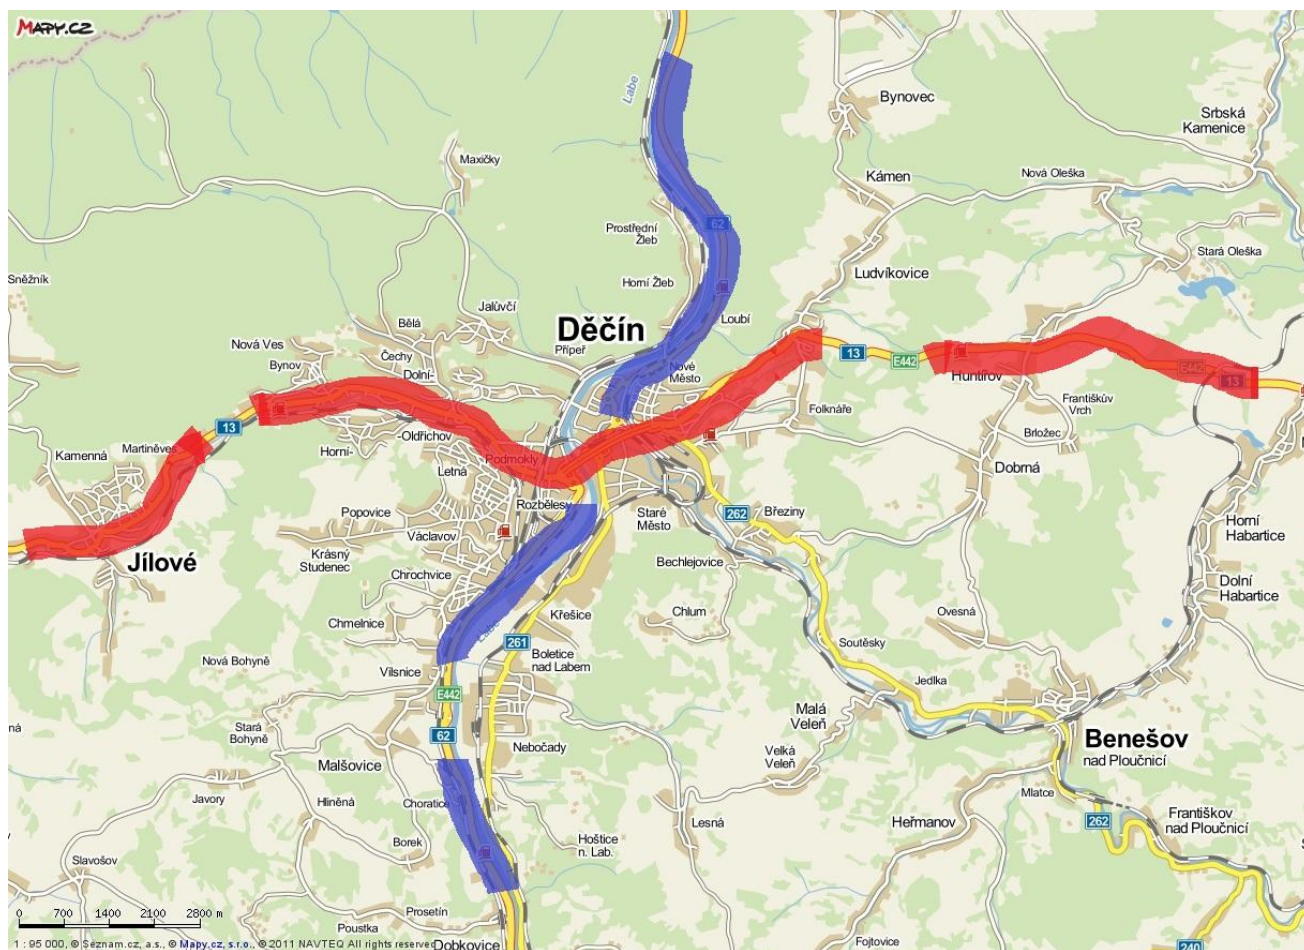 MAPY.CZ
Labe
Bynovec
Srbská
Kamenice
Maxičky
Kámen
Nová Oleška
62
Prostřední
Žleb
Stará Oleška
Sněžník
Horní Žleb
Ludvíkovice
Jalůvčí
Loubí
Děčín
Bělá
Přípeř
Nová Ves
Čechy
Bynov
Dolní-
Nové
Město
13
E442
Huntířov
E442
13
Františkův
Vrch
Folknáře
Brložec
13
-Oldřichov
Martiněves
Horní-
Kamenná
Podmokly
Letná
Dobrná
Rozbělesy
Popovice
Staré
Město
262
Březiny
Václavov
Horní
Habartice
Krásný
Studenec
Jílové
Bechlejovice
Chrochvice
Dolní
Habartice
Křešice
Chlum
Ovesná
Chmelnice
Labe
261
Soutěsky
Boletice
nad Labem
Nová Bohyně
Vilsnice
Jedlka
E442
Malá
Veleň
Stará
Bohyně
62
Benešov
nad Ploučnicí
Nebočady
Velká
Veleň
Malšovice
Javory
Hliněná
Choratice
Mlatce
Františkov
nad Ploučnicí
Heřmanov
262
Lesná
Borek
Hoštice
n. Lab.
Slavošov
Prosetín
0 700 1400 2100 2800 m
Poustka
Dobkovice
Fojtovice
240
1 : 95 000, © Seznam.cz, a.s., © Mapy.cz, s.r.o., © 2011 NAVTEQ All rights reserved